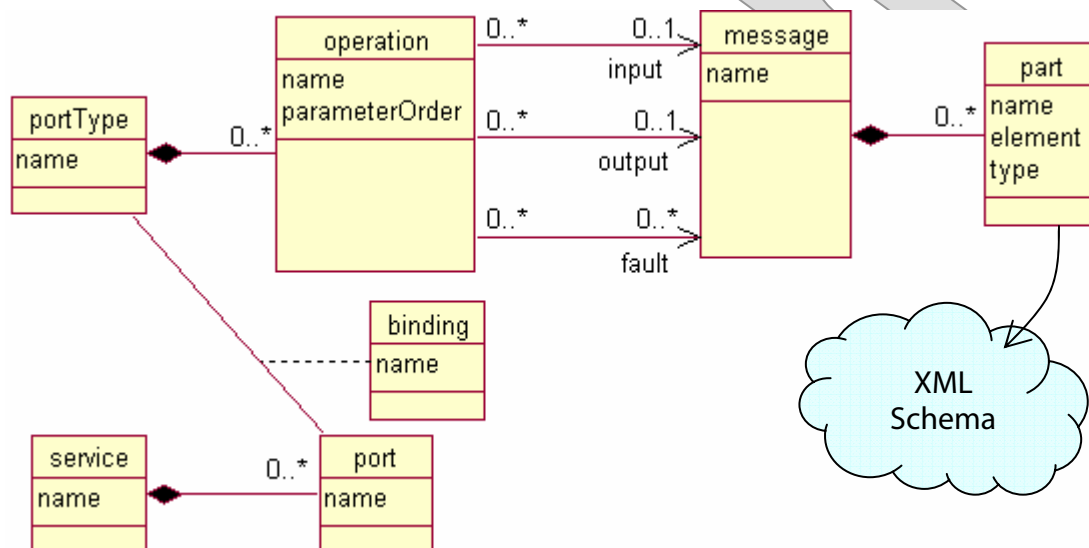 operation
name
parameterOrder
0..*
0..1
input
0..*
0..1
output
0..*
0..*
fault
message
name
0..*
part
name
element
type
portType
name
0..*
binding
name
XML
Schema
service
name
0..*
port
name